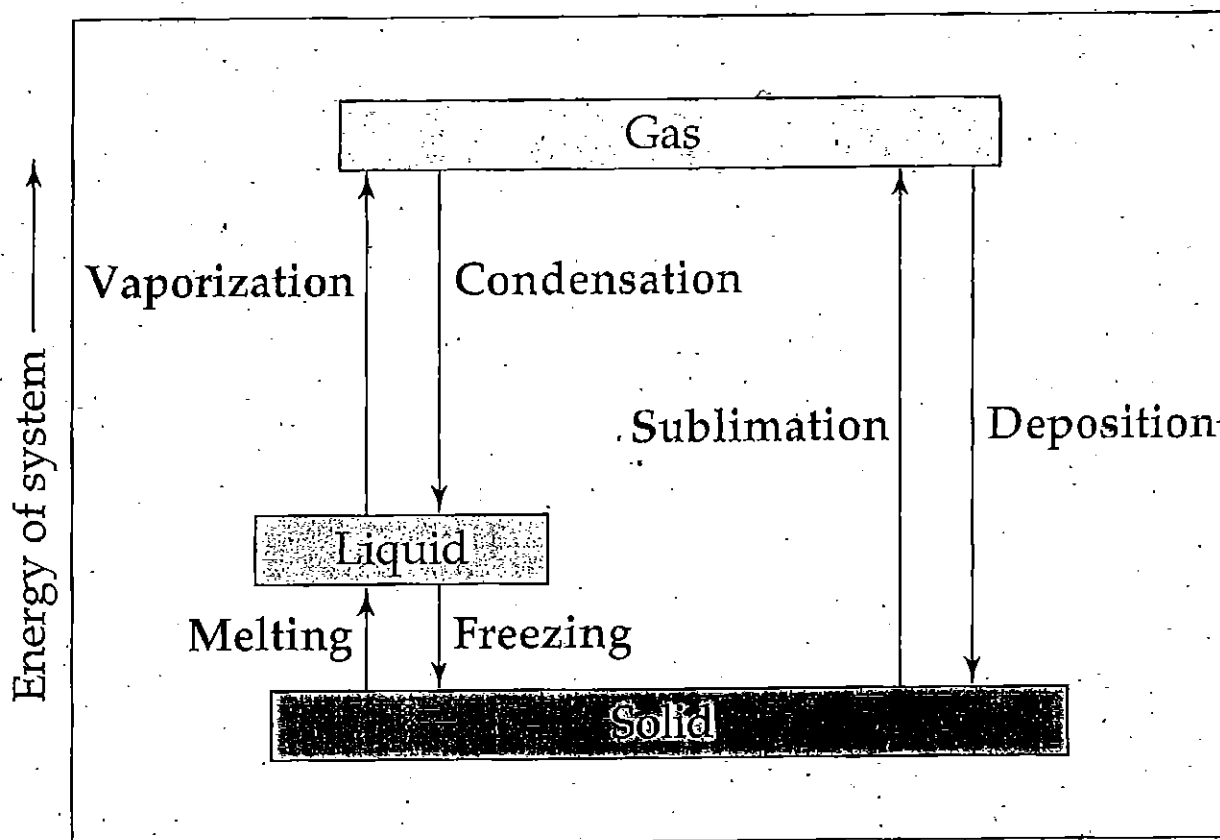 Gas
Vaporization
Condensation
Sublimation
Deposition
Liquid
Melting
Freezing
Solid
Energy of system